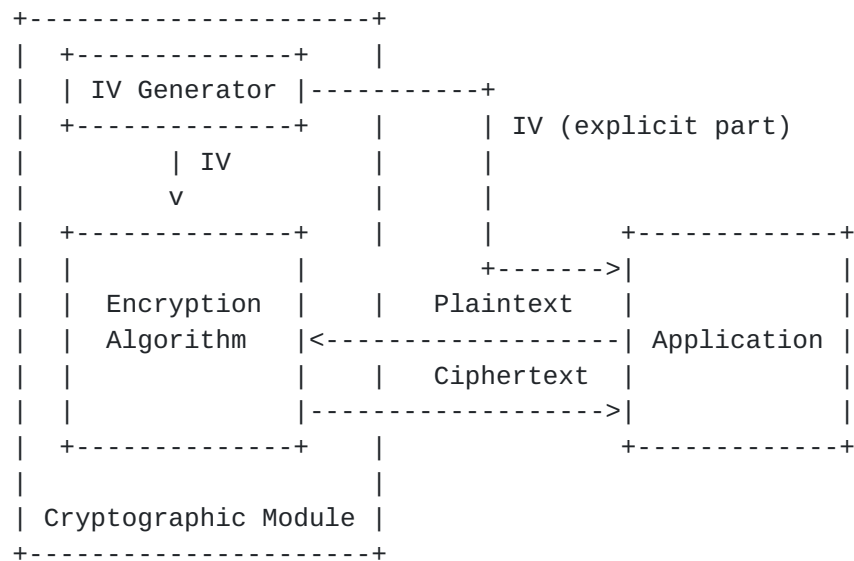 IV Generator
IV (explicit part)
IV
v
Encryption Plaintext
Algorithm Application
Ciphertext
Cryptographic Module